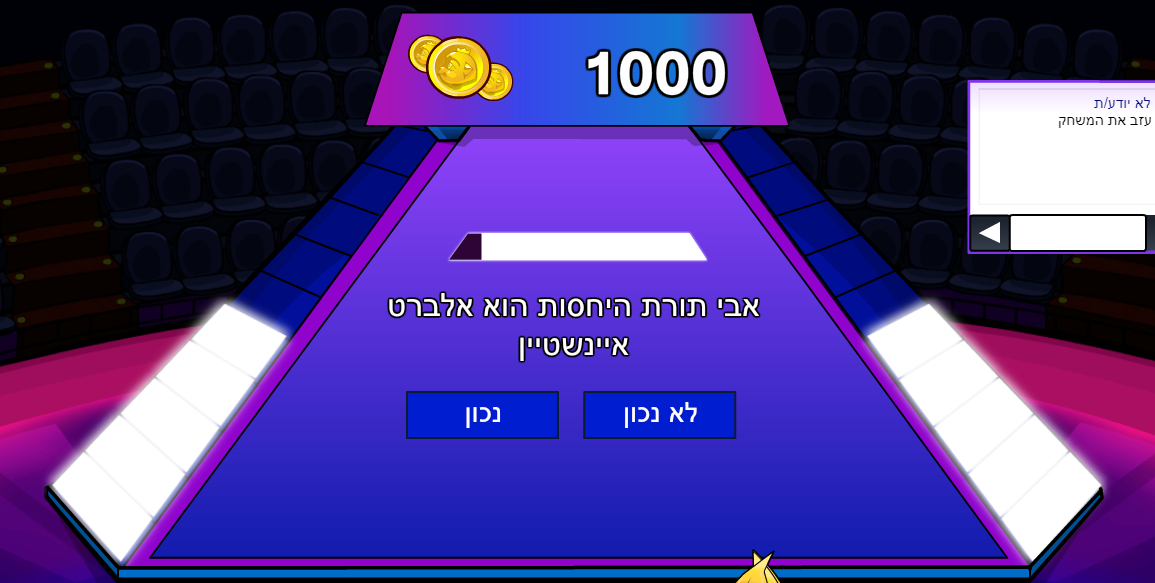 1000
לא יודע/ת
עזב את המשחק
אבי תורת היחסות הוא אלברט
איינשטיין
לא נכון
נכון